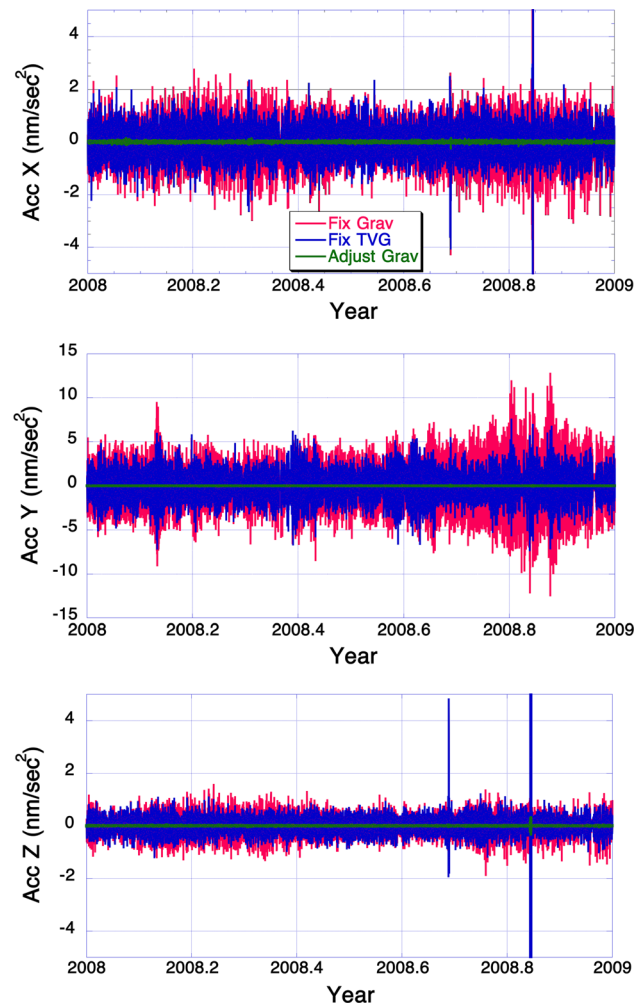 4
2
0
-2
-4
Acc X (nm/sec²)
Fix Grav
Fix TVG
Adjust Grav
2008 2008.2 2008.4 2008.6 2008.8 2009
Year
15
10
5
0
-5
-10
-15
Acc Y (nm/sec²)
2008 2008.2 2008.4 2008.6 2008.8 2009
Year
4
2
0
-2
-4
Acc Z (nm/sec²)
2008 2008.2 2008.4 2008.6 2008.8 2009
Year